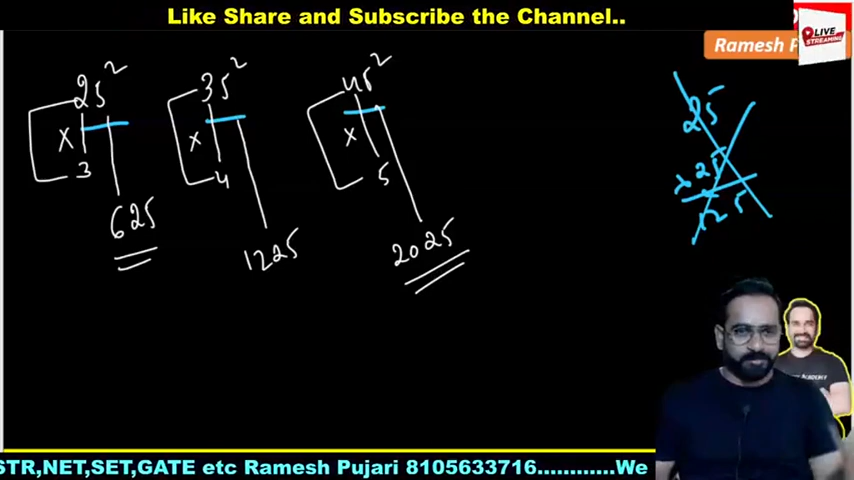 Like Share and Subscribe the Channel..
LIVE
STREAMING
Ramesh P
25² 35² 45²
x x x
3 4 5
625
1225
2025
25
x 25
125
STR,NET,SET,GATE etc Ramesh Pujari 8105633716............We